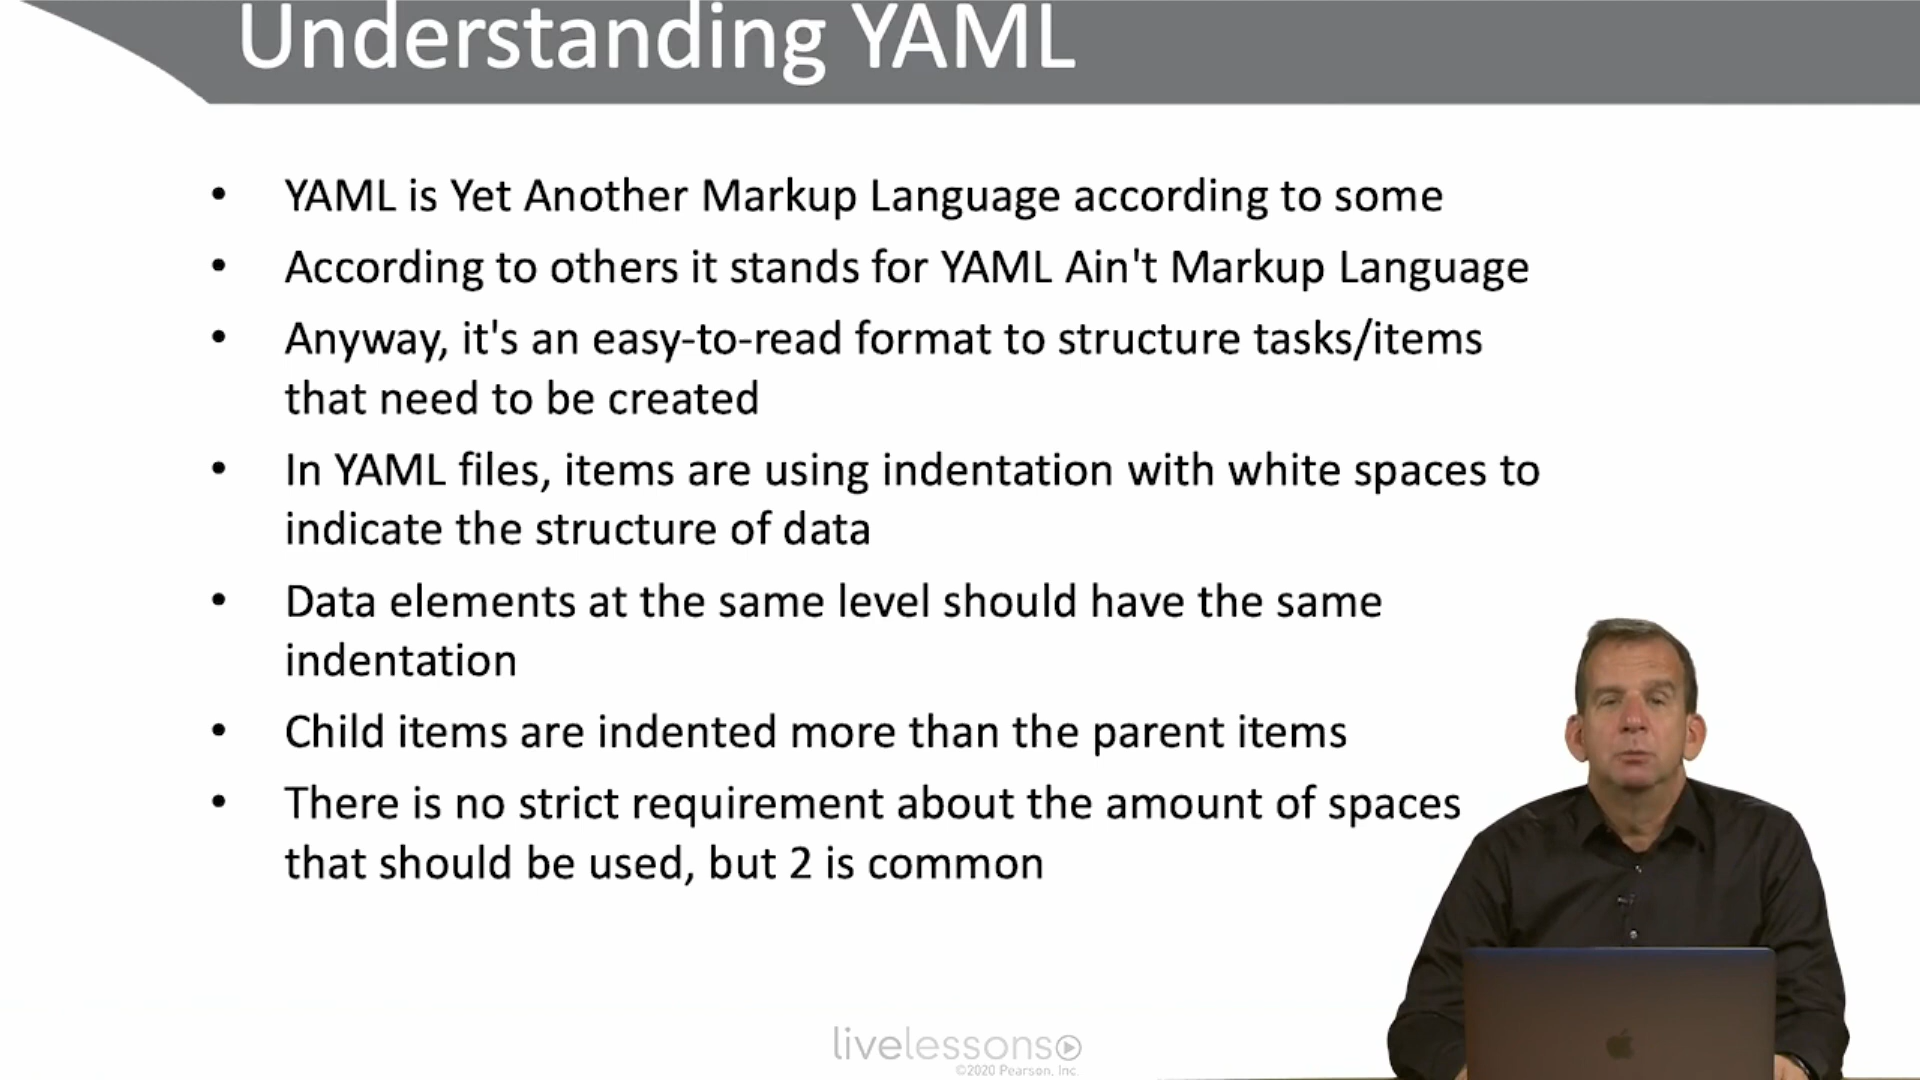 Understanding YAML
• YAML is Yet Another Markup Language according to some
• According to others it stands for YAML Ain't Markup Language
• Anyway, it's an easy-to-read format to structure tasks/items
that need to be created
• In YAML files, items are using indentation with white spaces to
indicate the structure of data
• Data elements at the same level should have the same
indentation
• Child items are indented more than the parent items
• There is no strict requirement about the amount of spaces
that should be used, but 2 is common
livelessons
©2020 Pearson, Inc.